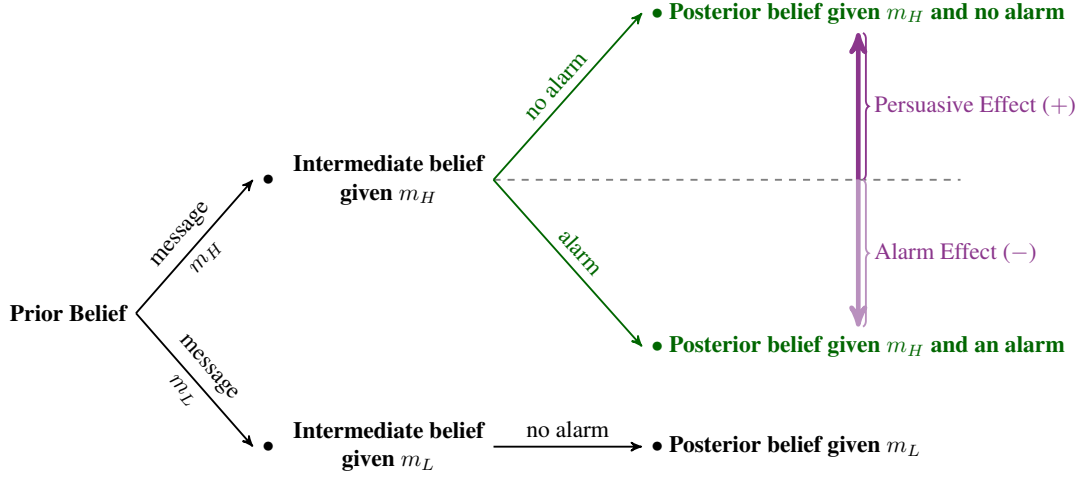 Posterior belief given m_H and no alarm
no alarm
Persuasive Effect (+)
Intermediate belief
given m_H
message
m_H
alarm
Alarm Effect (−)
Prior Belief
Posterior belief given m_H and an alarm
message
m_L
Intermediate belief
given m_L
no alarm
Posterior belief given m_L